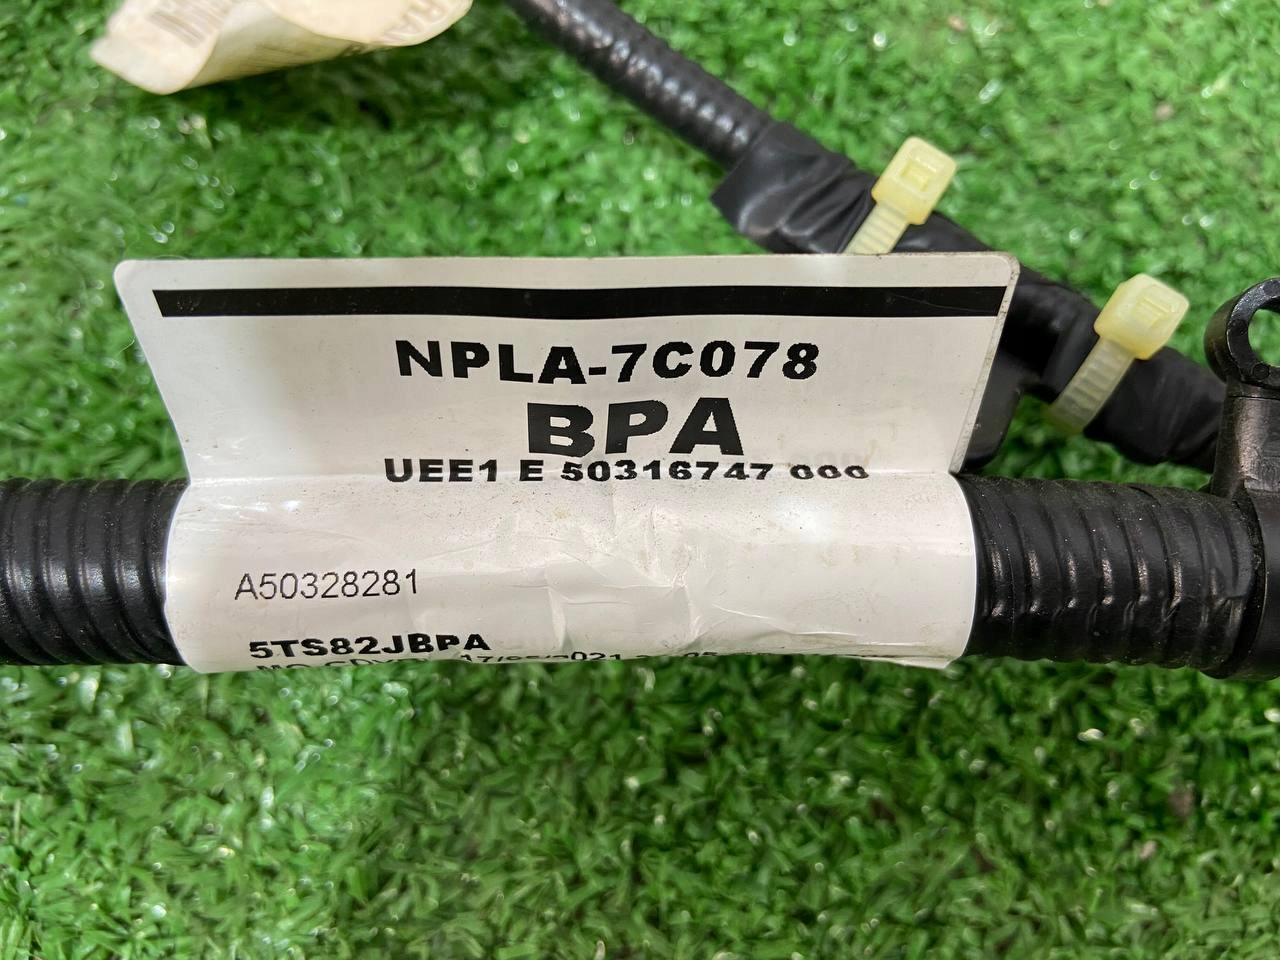 NPLA-7C078
BPA
UEE1 E 50316747 000
A50328281
5TS82JBPA